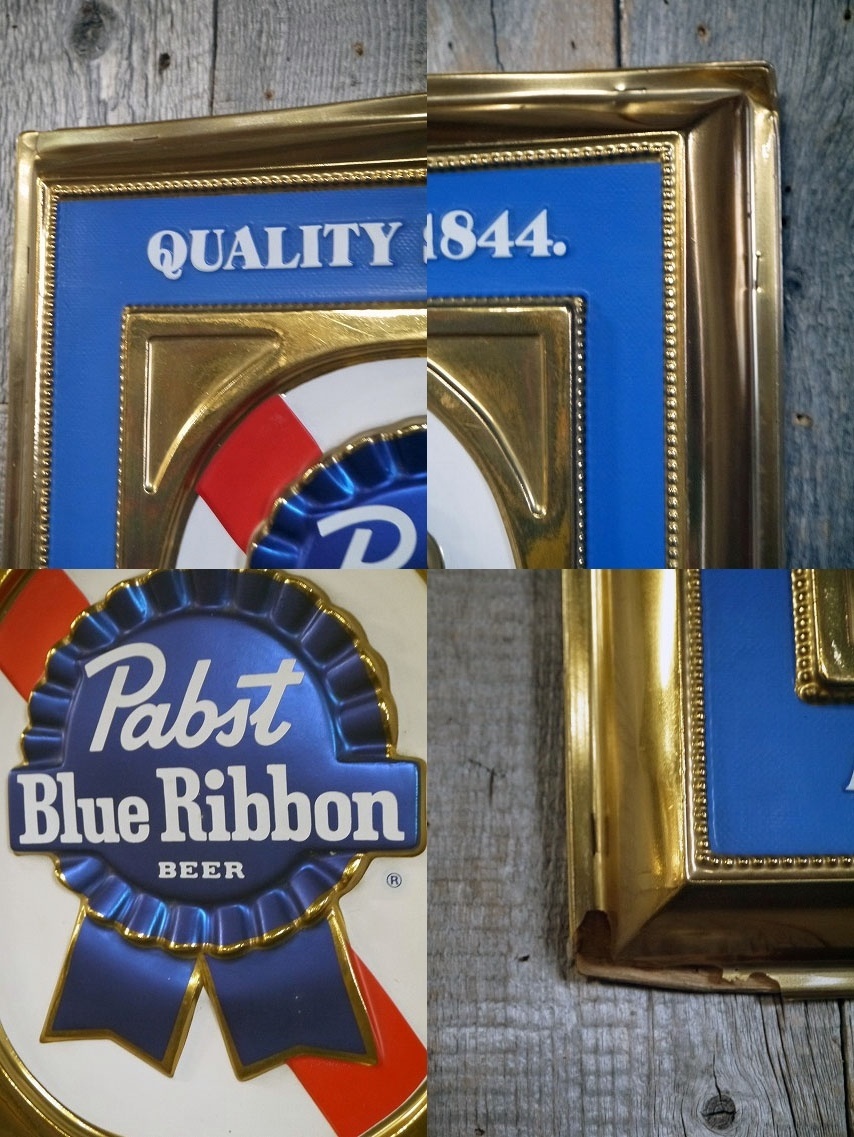 QUALITY
1844.
P
Pabst
Blue Ribbon
BEER
®